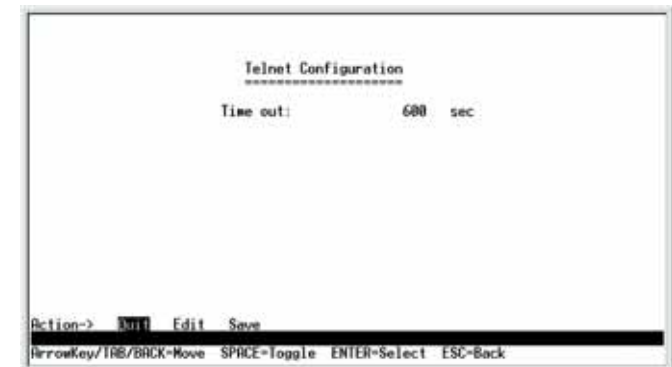 Telnet Configuration
====================
Time out: 600 sec
Action-> Quit Edit Save
ArrowKey/TAB/BACK=Move SPACE=Toggle ENTER=Select ESC=Back